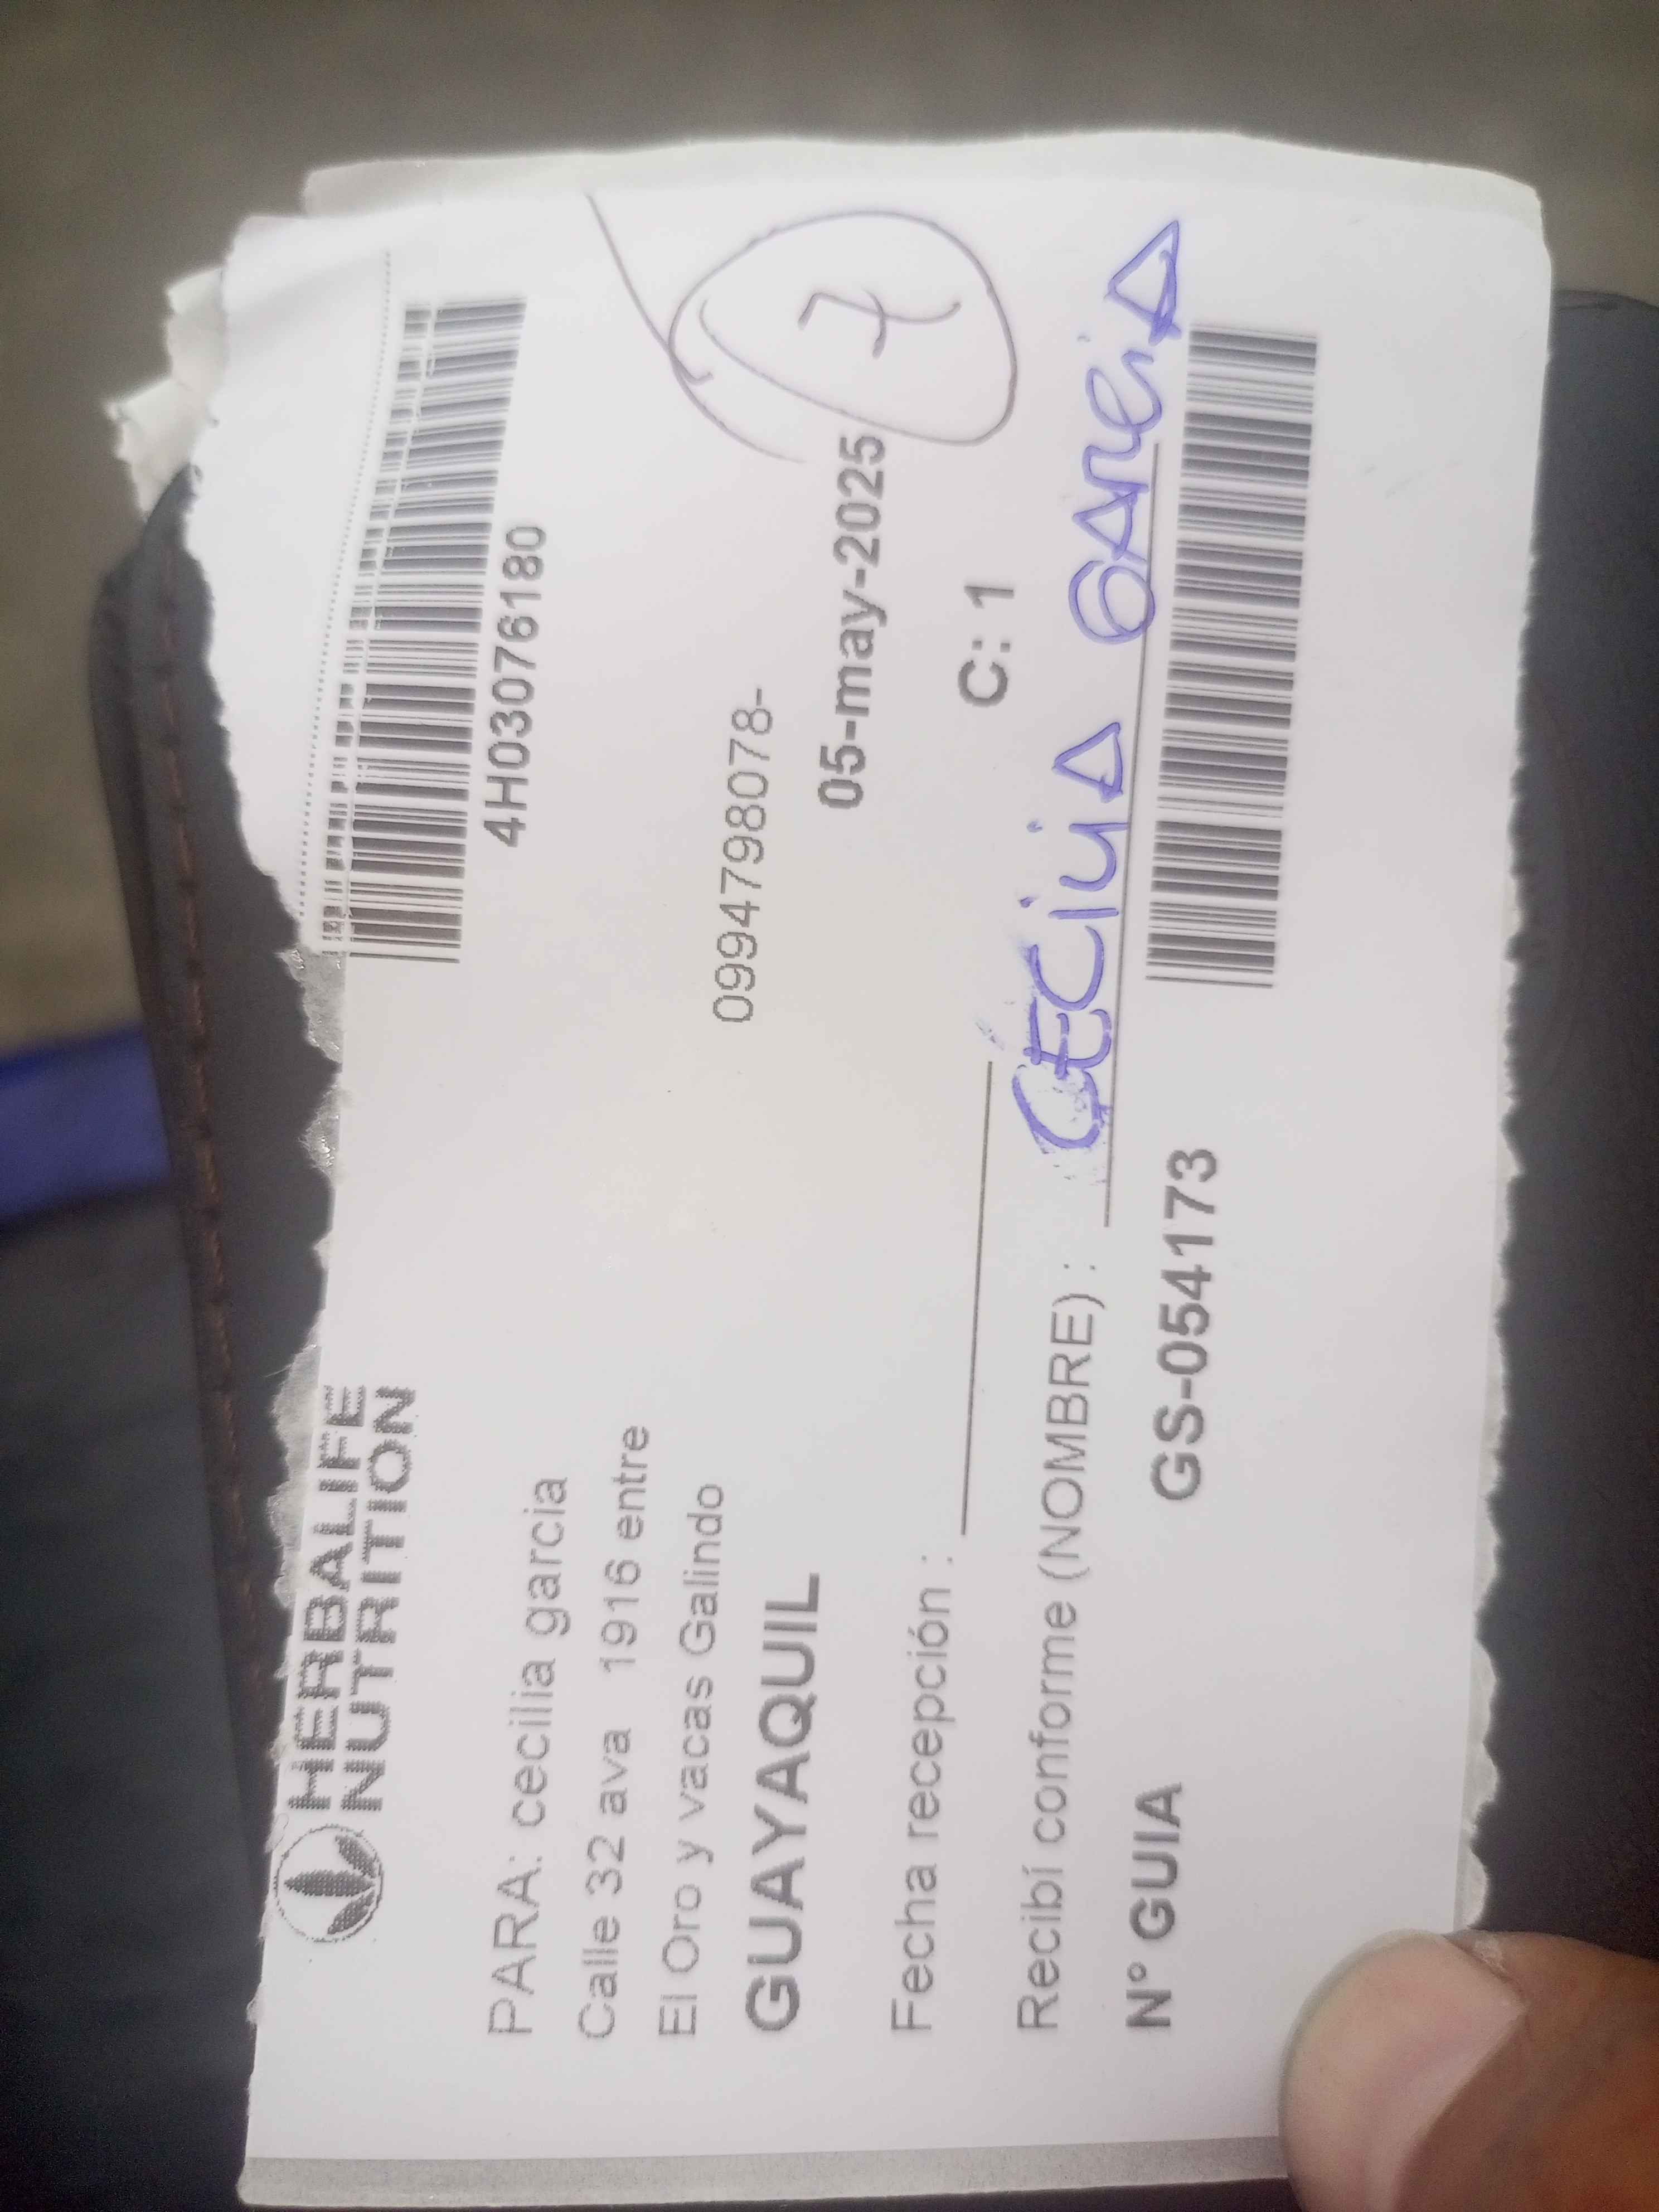 HERBALIFE
NUTRITION
4H03076180
PARA: cecilia garcia
Calle 32 ava 1916 entre
El Oro y vacas Galindo
0994798078-
GUAYAQUIL
05-may-2025
7
Fecha recepción :
C: 1
Recibí conforme (NOMBRE) : CECiliA GARciA
N° GUIA GS-054173